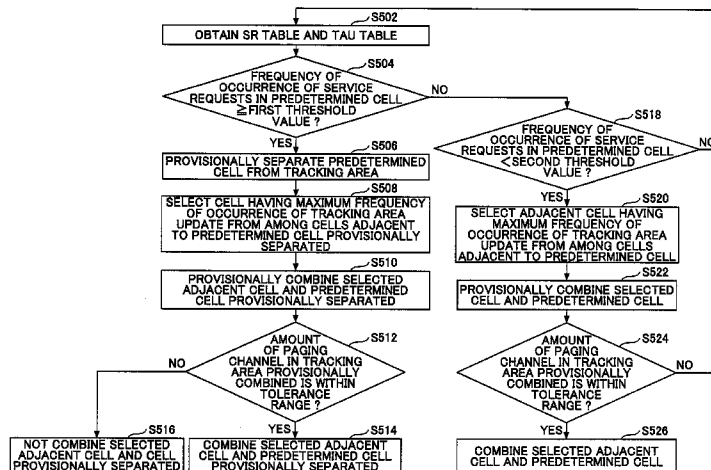 S502
OBTAIN SR TABLE AND TAU TABLE
S504
FREQUENCY OF
OCCURRENCE OF SERVICE
REQUESTS IN PREDETERMINED CELL
≧FIRST THRESHOLD
VALUE ?
NO
YES
S506
PROVISIONALLY SEPARATE PREDETERMINED
CELL FROM TRACKING AREA
S508
SELECT CELL HAVING MAXIMUM FREQUENCY
OF OCCURRENCE OF TRACKING AREA
UPDATE FROM AMONG CELLS ADJACENT
TO PREDETERMINED CELL PROVISIONALLY
SEPARATED
S510
PROVISIONALLY COMBINE SELECTED
ADJACENT CELL AND PREDETERMINED
CELL PROVISIONALLY SEPARATED
S512
AMOUNT
OF PAGING
CHANNEL IN TRACKING
AREA PROVISIONALLY
COMBINED IS WITHIN
TOLERANCE
RANGE ?
NO
YES
S516
NOT COMBINE SELECTED
ADJACENT CELL AND CELL
PROVISIONALLY SEPARATED
S514
COMBINE SELECTED ADJACENT
CELL AND PREDETERMINED CELL
PROVISIONALLY SEPARATED
S518
FREQUENCY OF
OCCURRENCE OF SERVICE
REQUESTS IN PREDETERMINED CELL
<SECOND THRESHOLD
VALUE ?
NO
YES
S520
SELECT ADJACENT CELL HAVING
MAXIMUM FREQUENCY OF
OCCURRENCE OF TRACKING AREA
UPDATE FROM AMONG CELLS
ADJACENT TO PREDETERMINED CELL
S522
PROVISIONALLY COMBINE SELECTED
CELL AND PREDETERMINED CELL
S524
AMOUNT
OF PAGING
CHANNEL IN TRACKING
AREA PROVISIONALLY
COMBINED IS WITHIN
TOLERANCE
RANGE ?
NO
YES
S526
COMBINE SELECTED ADJACENT
CELL AND PREDETERMINED CELL